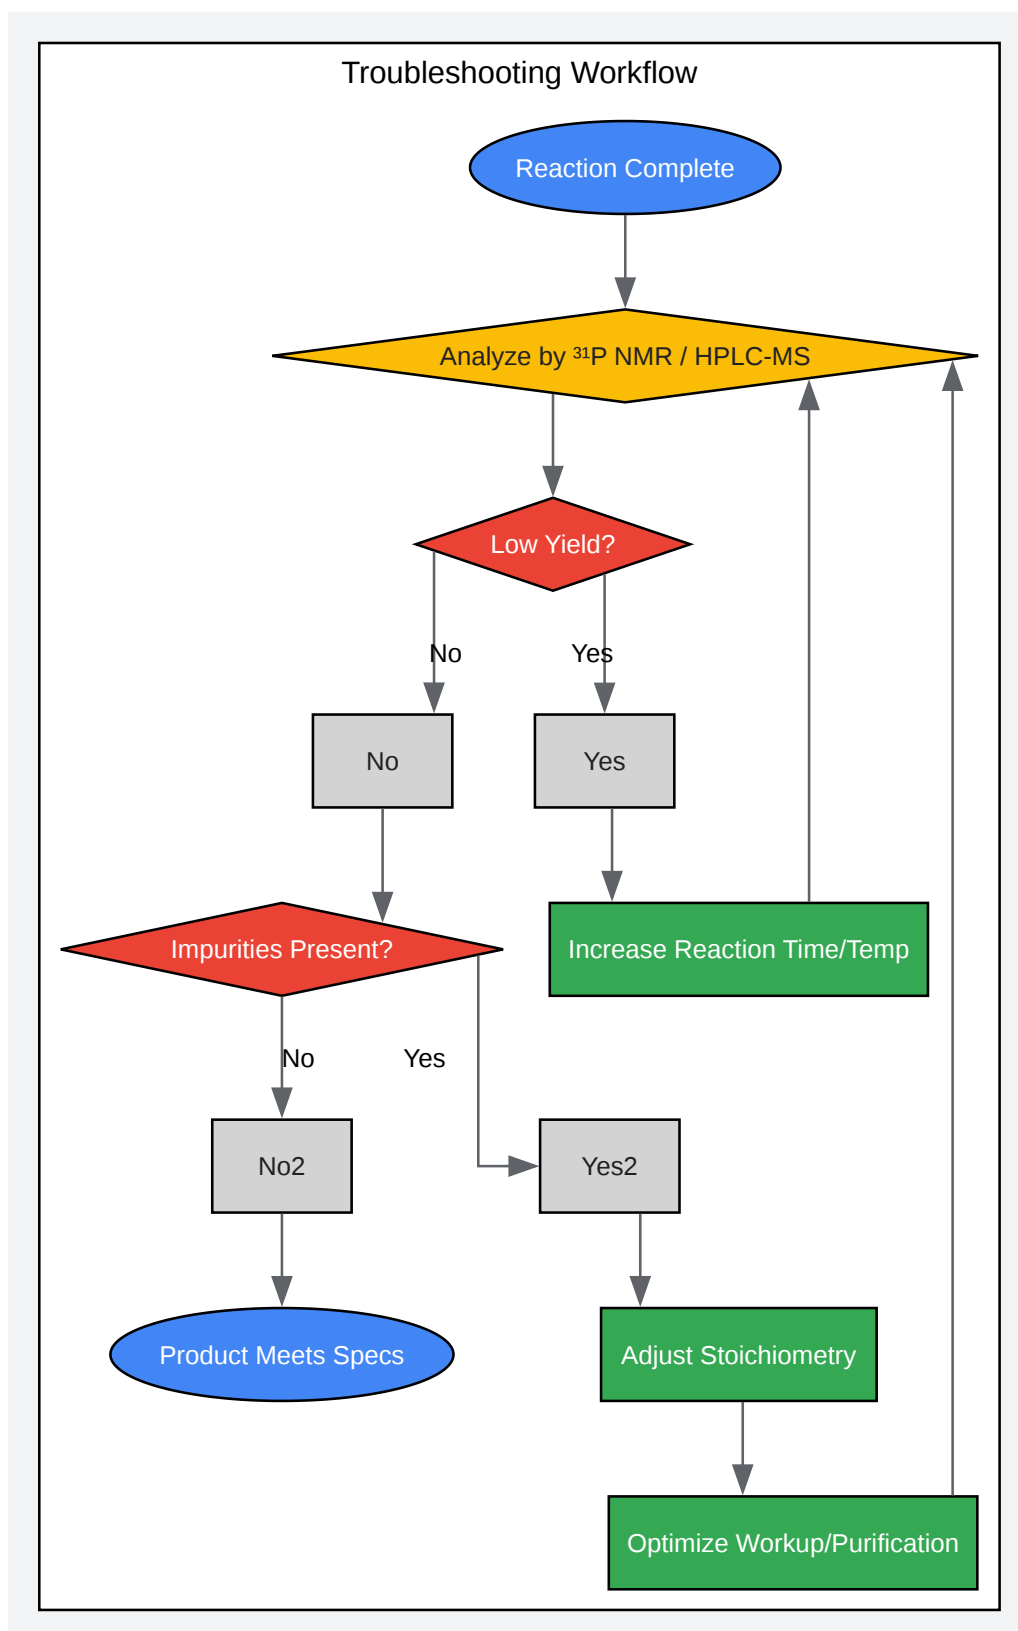 Troubleshooting Workflow
Reaction Complete
Analyze by ³¹P NMR / HPLC-MS
Low Yield?
No
Yes
No
Yes
Impurities Present?
Increase Reaction Time/Temp
No
Yes
No2
Yes2
Product Meets Specs
Adjust Stoichiometry
Optimize Workup/Purification